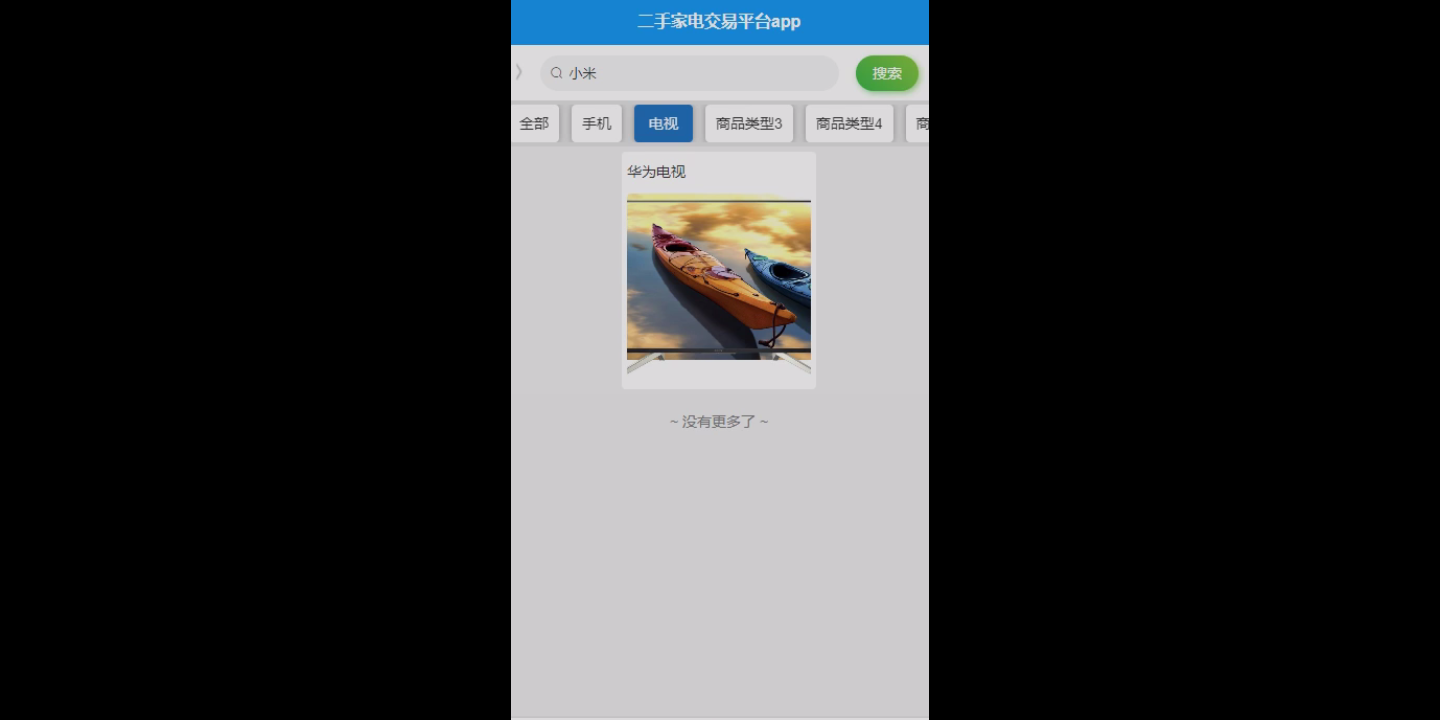 二手家电交易平台app
小米
搜索
全部
手机
电视
商品类型3
商品类型4
商
华为电视
~ 没有更多了 ~